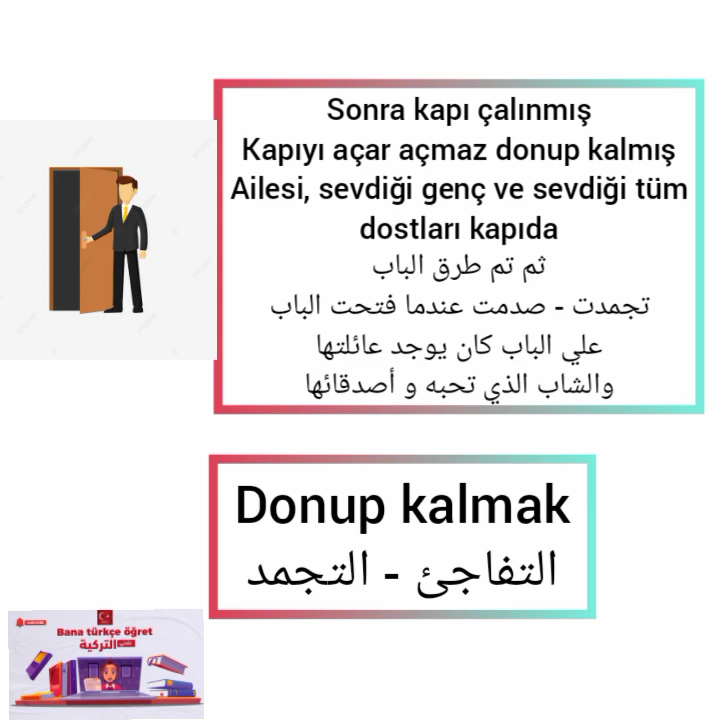 Sonra kapı çalınmış
Kapıyı açar açmaz donup kalmış
Ailesi, sevdiği genç ve sevdiği tüm
dostları kapıda
ثم تم طرق الباب
تجمدت - صدمت عندما فتحت الباب
علي الباب كان يوجد عائلتها
والشاب الذي تحبه و أصدقائها
Donup kalmak
التفاجئ - التجمد
Bana türkçe öğret
التركية